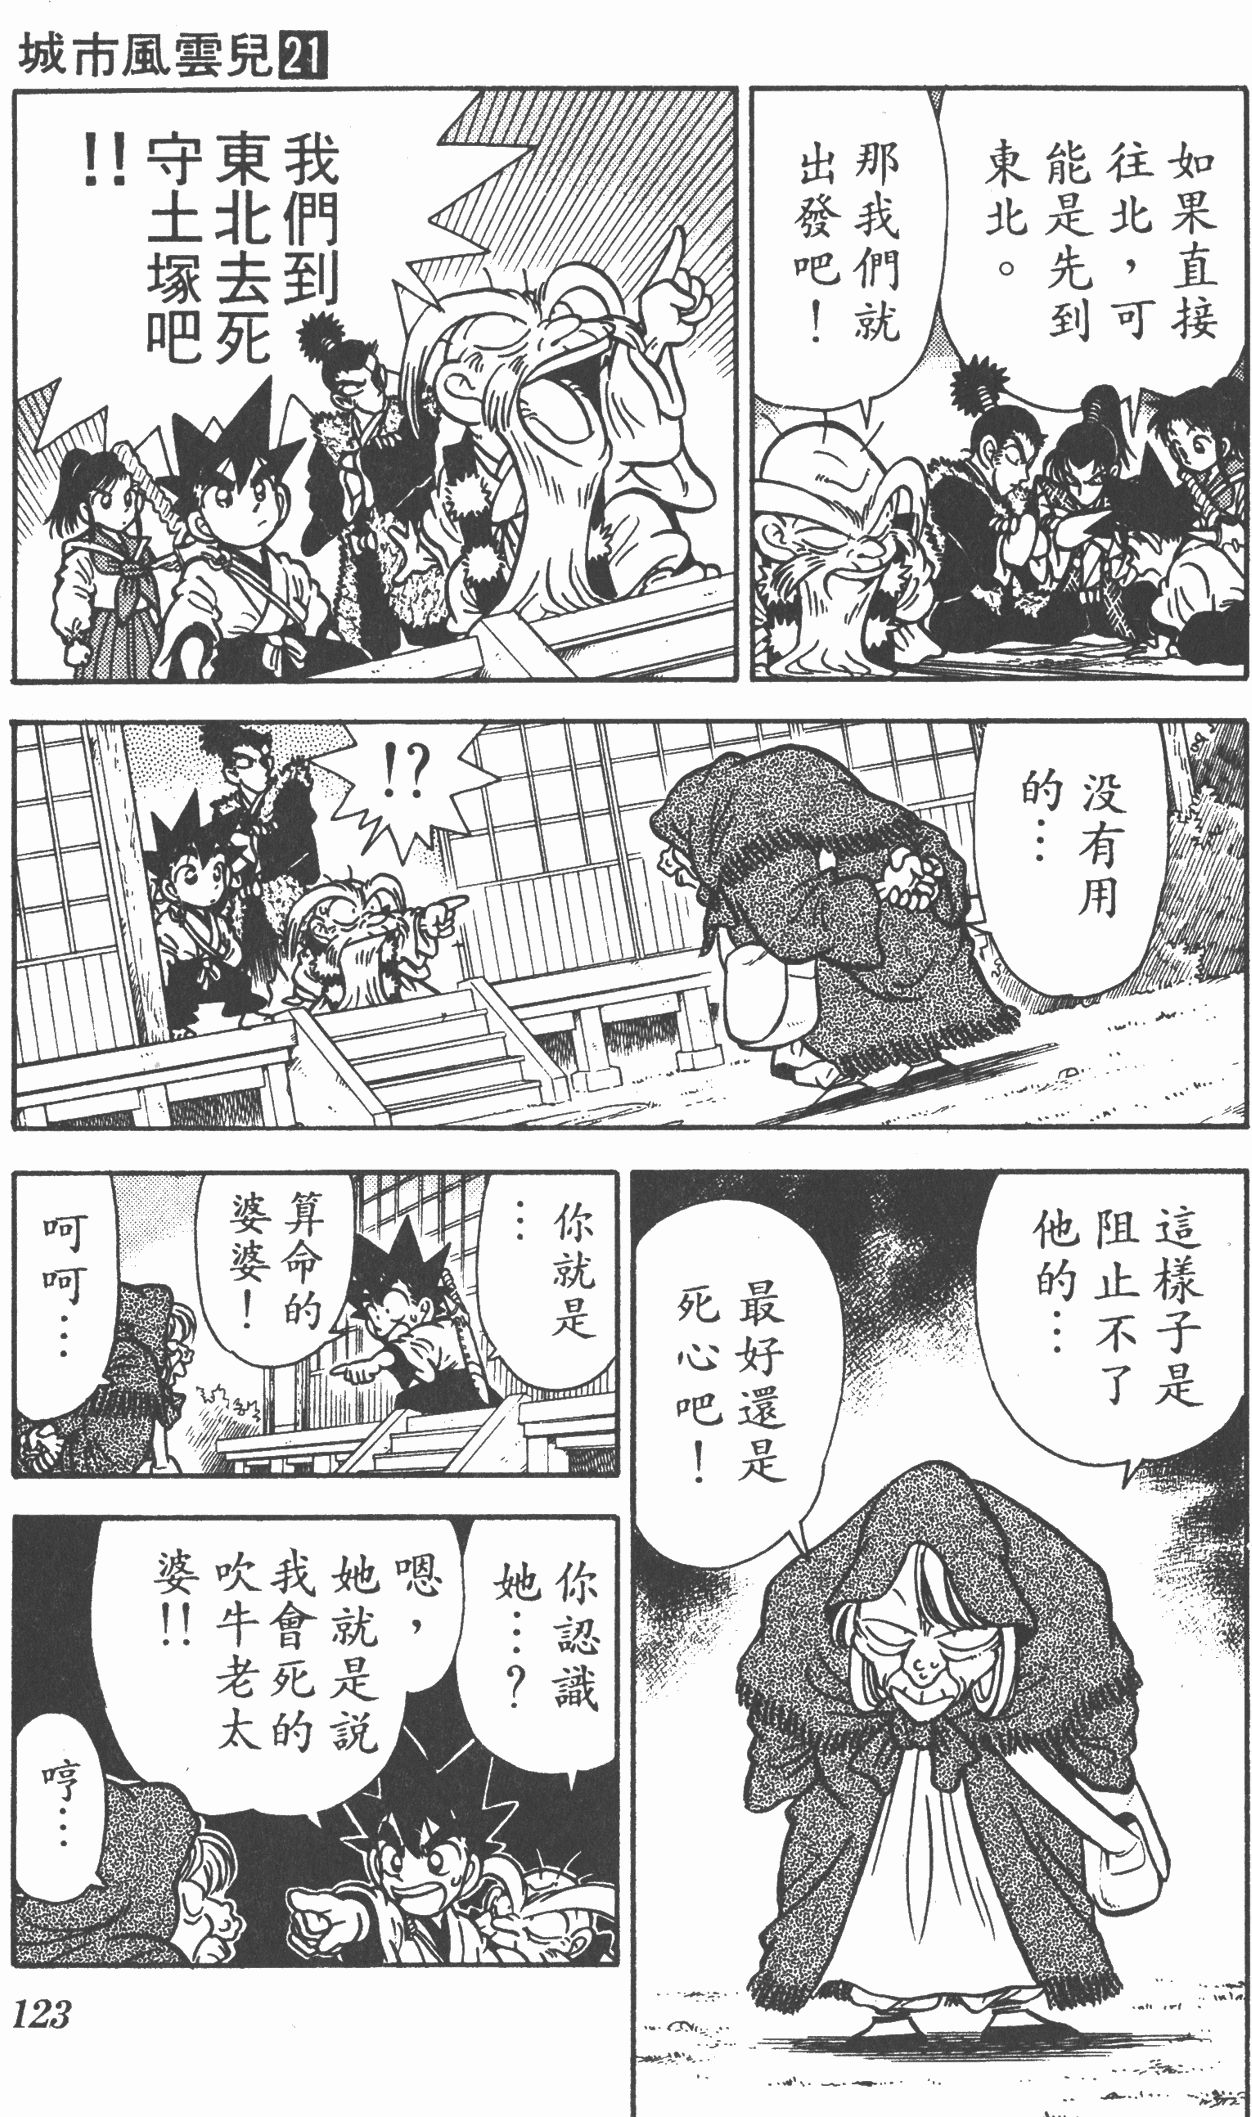 城市風雲兒21
如果直接
往北，可
能是先到
東北。
那我們就
出發吧！
我們到
東北去死
守土塚吧
!!
没有用
的…
!?
這樣子是
阻止不了
他的…
最好還是
死心吧！
你就是
…
算命的
婆婆！
呵呵…
你認識
她…?
嗯，
她就是說
我會死的
吹牛老太
婆!!
哼…
123